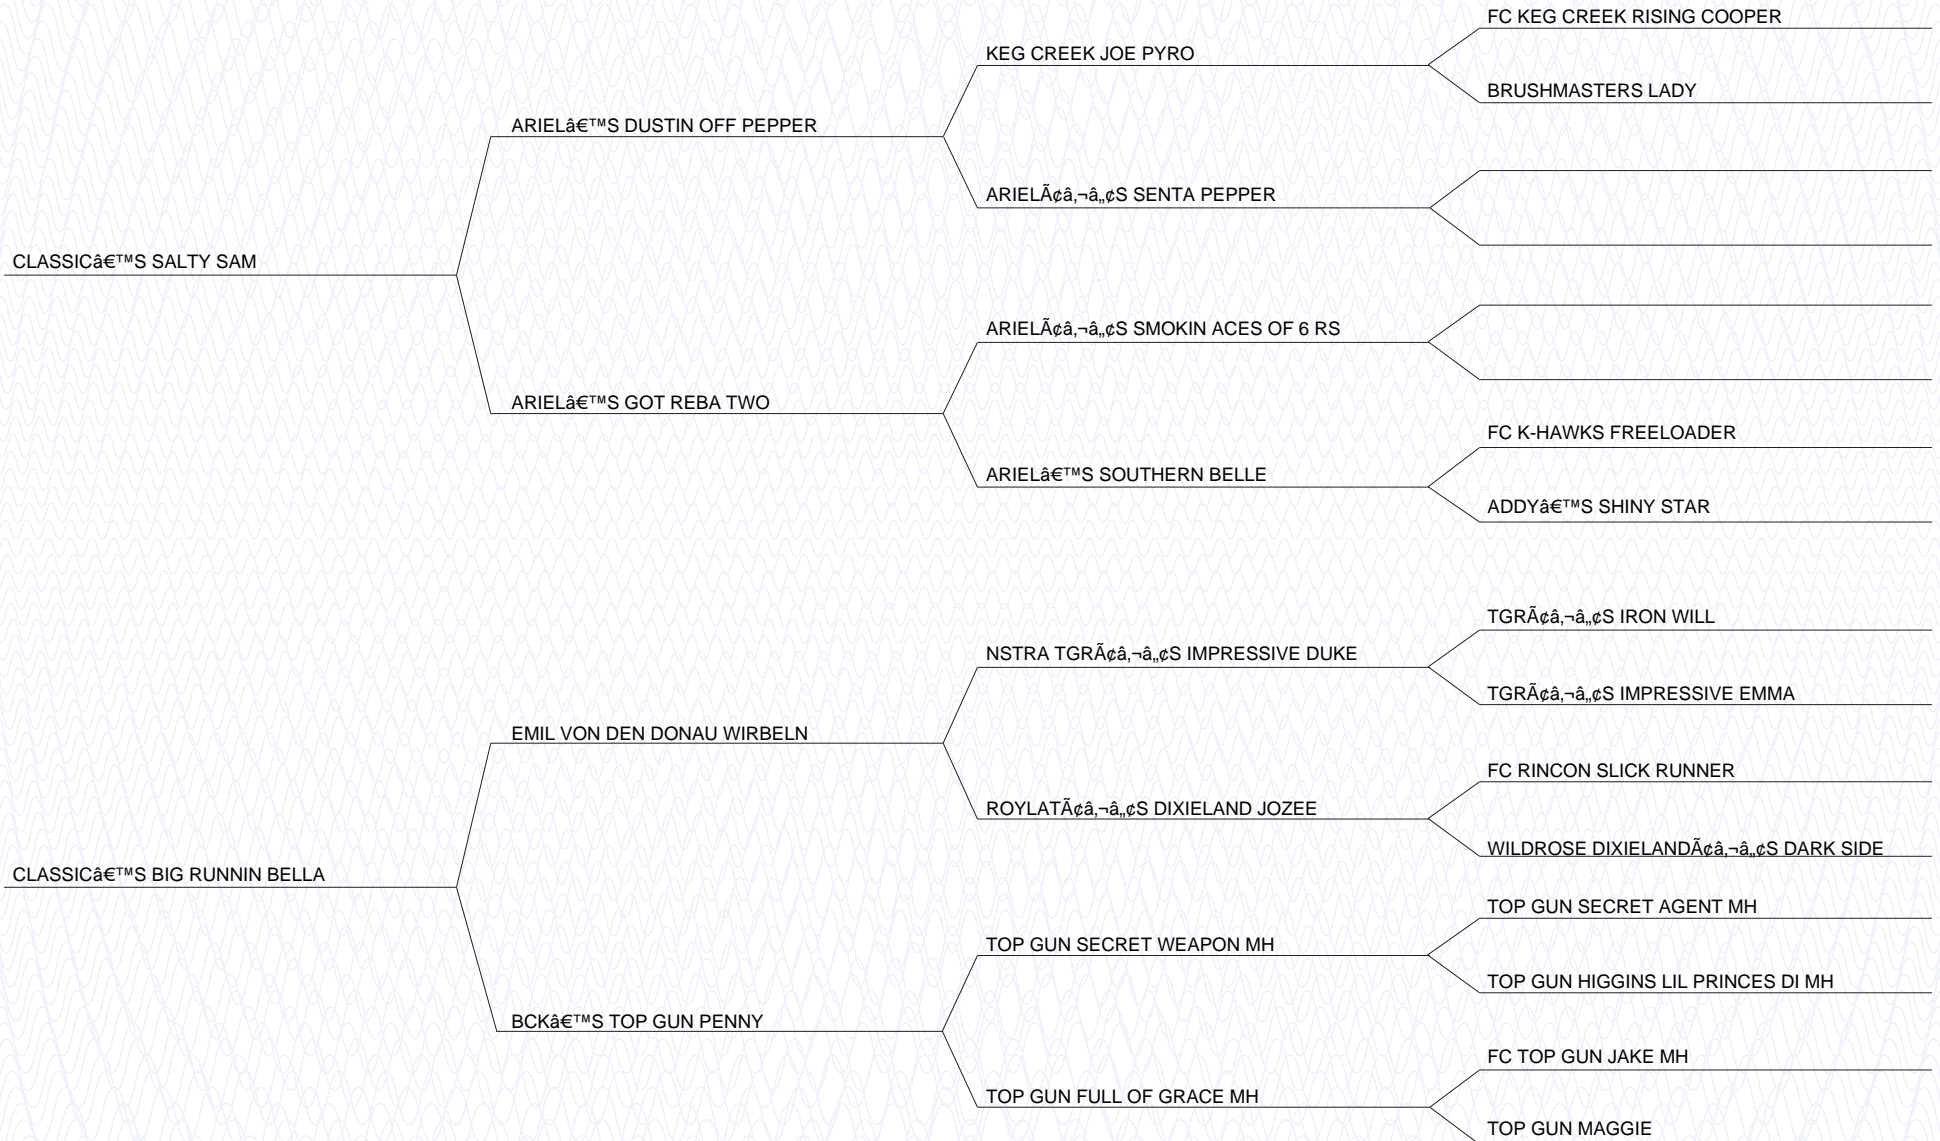 FC KEG CREEK RISING COOPER
KEG CREEK JOE PYRO
BRUSHMASTERS LADY
ARIELâ€™S DUSTIN OFF PEPPER
ARIELÃ¢â‚¬â„¢S SENTA PEPPER
CLASSICâ€™S SALTY SAM
ARIELÃ¢â‚¬â„¢S SMOKIN ACES OF 6 RS
ARIELâ€™S GOT REBA TWO
FC K-HAWKS FREELOADER
ARIELâ€™S SOUTHERN BELLE
ADDYâ€™S SHINY STAR
TGRÃ¢â‚¬â„¢S IRON WILL
NSTRA TGRÃ¢â‚¬â„¢S IMPRESSIVE DUKE
TGRÃ¢â‚¬â„¢S IMPRESSIVE EMMA
EMIL VON DEN DONAU WIRBELN
FC RINCON SLICK RUNNER
ROYLATÃ¢â‚¬â„¢S DIXIELAND JOZEE
WILDROSE DIXIELANDÃ¢â‚¬â„¢S DARK SIDE
CLASSICâ€™S BIG RUNNIN BELLA
TOP GUN SECRET AGENT MH
TOP GUN SECRET WEAPON MH
TOP GUN HIGGINS LIL PRINCES DI MH
BCKâ€™S TOP GUN PENNY
FC TOP GUN JAKE MH
TOP GUN FULL OF GRACE MH
TOP GUN MAGGIE